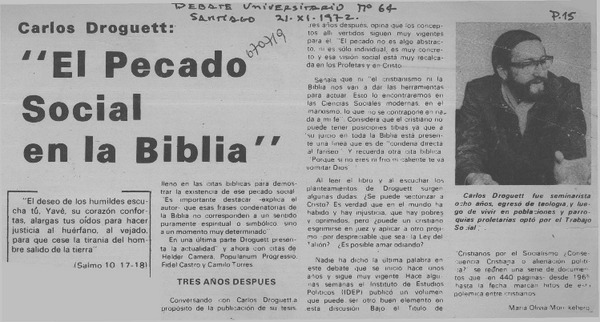 DEBATE UNIVERSITARIO Nº 64
SANTIAGO 21-XI-1972.
P.15
Carlos Droguett:
"El Pecado
Social
en la Biblia"
"El deseo de los humildes escu-
cha tú, Yavé, su corazón confor-
tas, alargas tus oídos para hacer
justicia al huérfano, al vejado,
para que cese la tiranía del hom-
bre salido de la tierra"
(Salmo 10: 17-18)
lleno en las citas bíblicas para demos-
trar la existencia de ese pecado social
"Es importante destacar -explica el
autor- que esas frases condenatorias de
la Biblia no corresponden a un sentido
puramente espiritual o simbólico, sino
a un momento muy determinado"
En una última parte Droguett presen-
ta la actualidad" y ahora con citas de
Helder Camera, Populorum Progressio,
Fidel Castro y Camilo Torres.
TRES AÑOS DESPUES
Conversando con Carlos Droguett a
propósito de la publicación de su tesis,
tres años después, opina que los concep-
tos allí vertidos siguen muy vigentes
para él. "El pecado no es algo abstrac-
to, ni es sólo individual, es muy concre-
to y esa visión social está muy recal-
cada en los Profetas y en Cristo"
Señala que ni "el cristianismo ni la
Biblia nos van a dar las herramientas
para actuar. Esto lo encontraremos en
las Ciencias Sociales modernas, en el
marxismo, lo que no se contrapone en na-
da a mi fe". Considera que el cristiano no
puede tener posiciones tibias ya que a
su juicio en toda la Biblia está presen-
te una línea que es de "condena directa
al fariseo". Y recuerda otra cita bíblica:
"Porque si no eres ni frío ni caliente te va
vomitar Dios"
Al leer el libro y al escuchar los
planteamientos de Droguett surgen
algunas dudas. ¿Se puede sectorizar a
Cristo? Es verdad que en el mundo ha
habido y hay injusticia, que hay pobres
y oprimidos, pero ¿puede un cristiano
esgrimirse en juez y aplicar a otro próji-
mo, por despreciable que sea, la Ley del
Talión? ¿Es posible amar odiando?
Nadie ha dicho la última palabra en
este debate que se inicio hace unos
años y sigue muy vigente. Hace algu-
nas semanas el Instituto de Estudios
Políticos (IDEP) publicó un volúmen
que puede ser otro buen elemento en
esta discusión. Bajo el Título de
Carlos Droguett fue seminarista
ocho años, egresó de teología, y lue-
go de vivir en poblaciones y parro-
quias proletarias optó por el Trabajo
Social
"Cristianos por el Socialismo ¿Conse-
cuencia Cristiana o alienación políti-
ca?" se reúnen una serie de documen-
tos que en 440 páginas desde
hasta la fecha, marcan hitos de esa
polémica entre cristianos
María Olivia